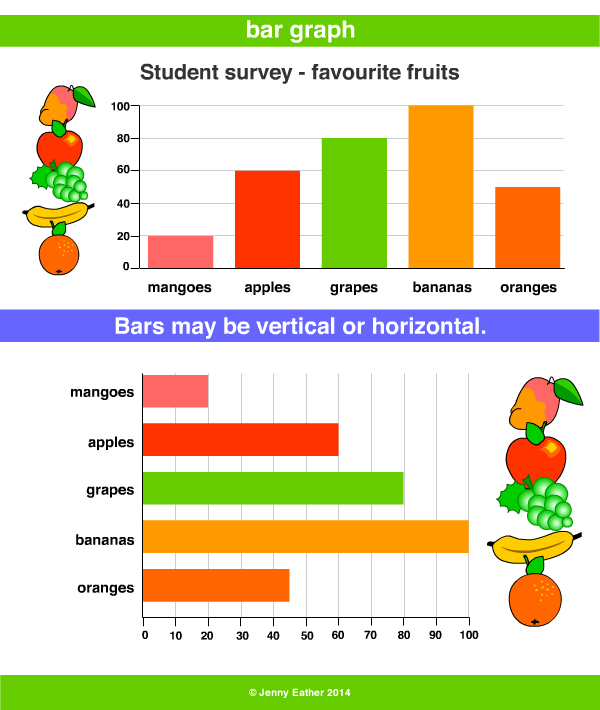 bar graph
Student survey - favourite fruits
100
80
60
40
20
0
mangoes apples grapes bananas oranges
Bars may be vertical or horizontal.
mangoes
apples
grapes
bananas
oranges
0 10 20 30 40 50 60 70 80 90 100
© Jenny Eather 2014